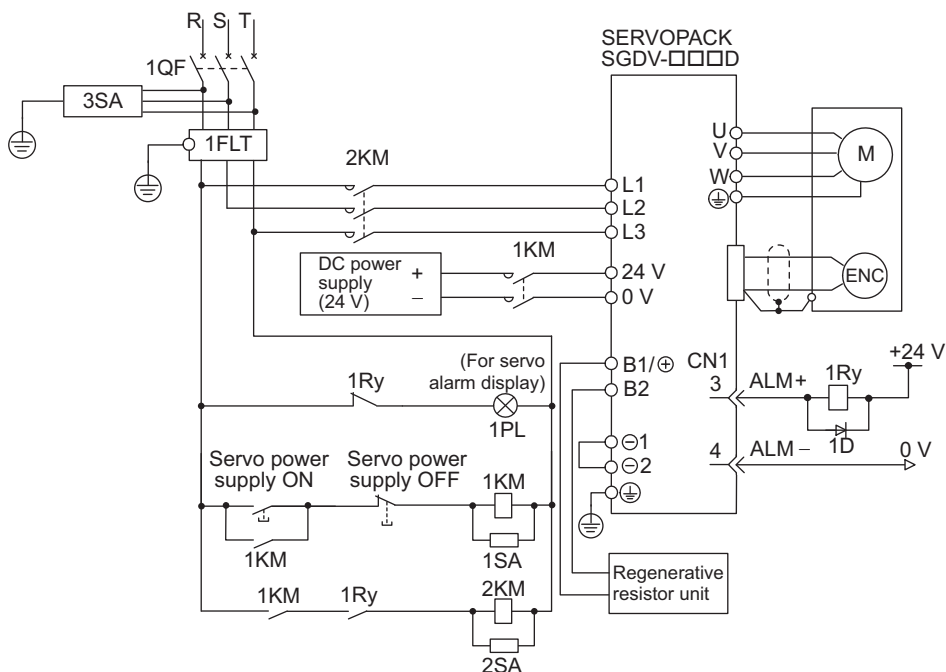 R S T
1QF
3SA
1FLT
2KM
SERVOPACK
SGDV-□□□D
U
V
W
M
L1
L2
L3
1KM
DC power
supply
(24 V)
+
−
24 V
0 V
ENC
B1/⊕
B2
CN1
3
ALM+
1Ry
+24 V
1D
4
ALM−
0 V
⊖1
⊖2
1Ry
(For servo
alarm display)
1PL
Servo power
supply ON
Servo power
supply OFF
1KM
1KM
1SA
1KM
1Ry
2KM
2SA
Regenerative
resistor unit